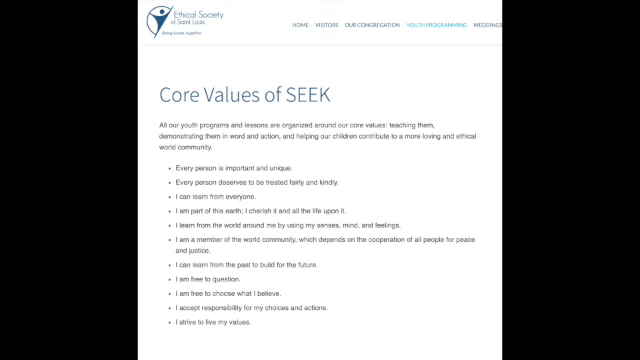 Ethical Society
of Saint Louis
Being human, together
HOME VISITORS OUR CONGREGATION YOUTH PROGRAMMING WEDDINGS
Core Values of SEEK
All our youth programs and lessons are organized around our core values: teaching them,
demonstrating them in word and action, and helping our children contribute to a more loving and ethical
world community.
• Every person is important and unique.
• Every person deserves to be treated fairly and kindly.
• I can learn from everyone.
• I am part of this earth; I cherish it and all the life upon it.
• I learn from the world around me by using my senses, mind, and feelings.
• I am a member of the world community, which depends on the cooperation of all people for peace
and justice.
• I can learn from the past to build for the future.
• I am free to question.
• I am free to choose what I believe.
• I accept responsibility for my choices and actions.
• I strive to live my values.